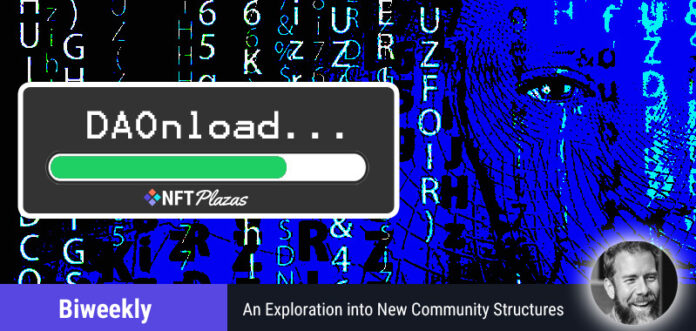 DAOnload...
NFT Plazas
Biweekly
An Exploration into New Community Structures